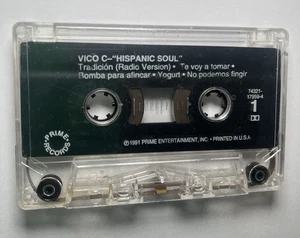 VICO C-"HISPANIC SOUL"
Tradición (Radio Version) • Te voy a tomar •
Bomba para afincar • Yogurt • No podemos fingir
74321-
17959-4
1
PRIME
RECORDS
℗1991 PRIME ENTERTAINMENT, INC. • PRINTED IN U.S.A.